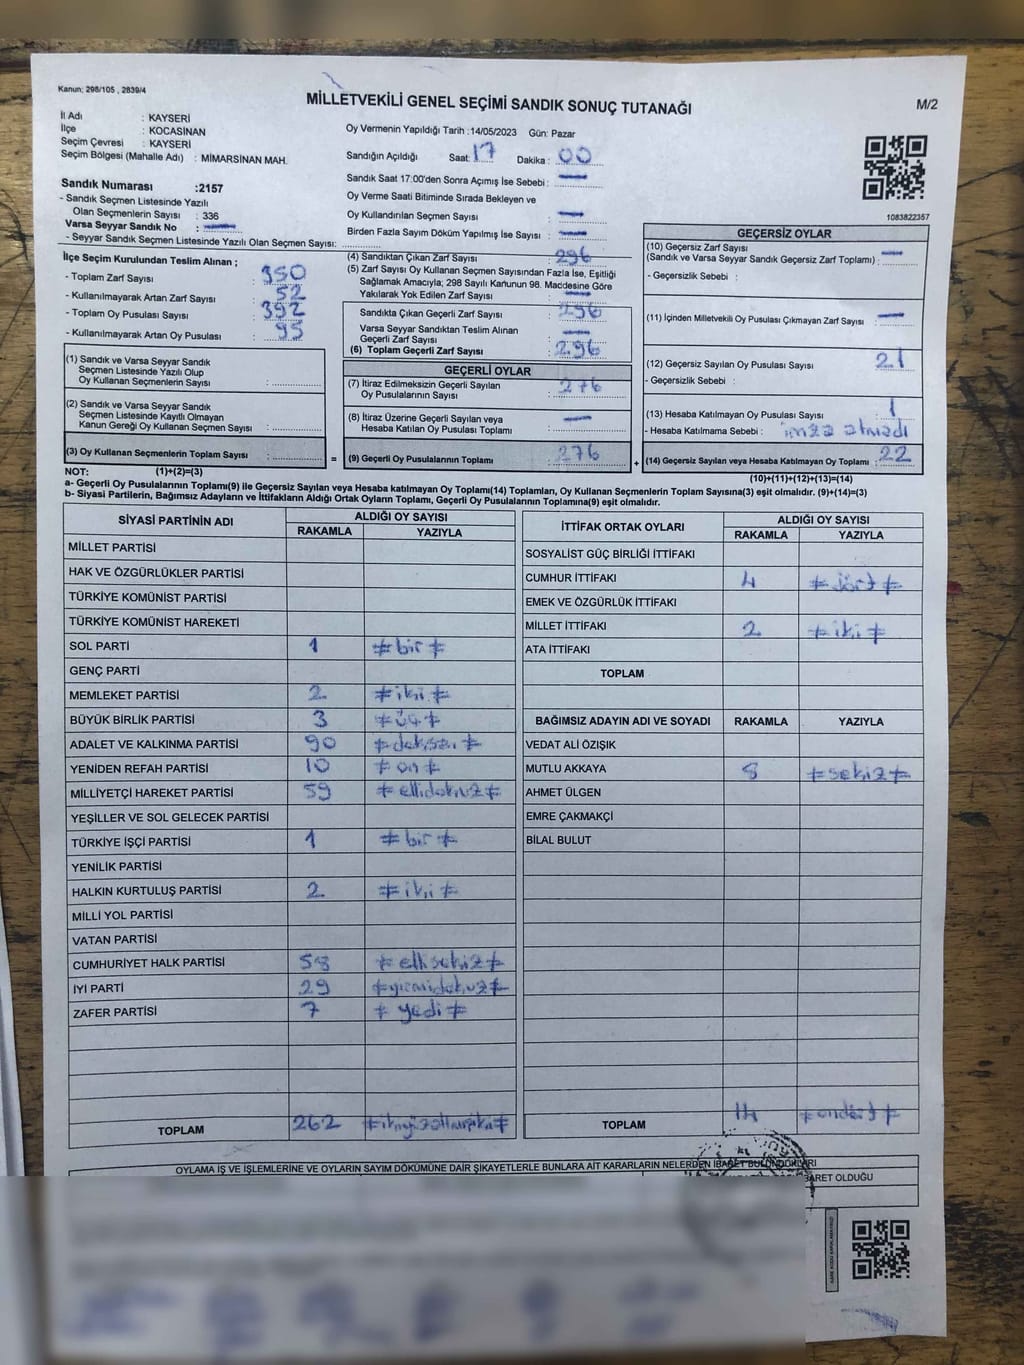 Kanun; 298/105 , 2839/4
MİLLETVEKİLİ GENEL SEÇİMİ SANDIK SONUÇ TUTANAĞI
M/2
İl Adı : KAYSERİ
İlçe : KOCASİNAN
Seçim Çevresi : KAYSERİ
Seçim Bölgesi (Mahalle Adı) : MİMARSİNAN MAH.
Sandık Numarası :2157
- Sandık Seçmen Listesinde Yazılı
Olan Seçmenlerin Sayısı : 336
Varsa Seyyar Sandık No :
- Seyyar Sandık Seçmen Listesinde Yazılı Olan Seçmen Sayısı:
Oy Vermenin Yapıldığı Tarih :14/05/2023 Gün: Pazar
Sandığın Açıldığı Saat: 17 Dakika : 00
Sandık Saat 17:00'den Sonra Açımış İse Sebebi :
Oy Verme Saati Bitiminde Sırada Bekleyen ve
Oy Kullandırılan Seçmen Sayısı :
Birden Fazla Sayım Döküm Yapılmış İse Sayısı :
1083822357
İlçe Seçim Kurulundan Teslim Alınan ;
- Toplam Zarf Sayısı : 350
- Kullanılmayarak Artan Zarf Sayısı : 52
- Toplam Oy Pusulası Sayısı : 392
- Kullanılmayarak Artan Oy Pusulası : 95
(1) Sandık ve Varsa Seyyar Sandık
Seçmen Listesinde Yazılı Olup
Oy Kullanan Seçmenlerin Sayısı :
(2) Sandık ve Varsa Seyyar Sandık
Seçmen Listesinde Kayıtlı Olmayan
Kanun Gereği Oy Kullanan Seçmen Sayısı :
(3) Oy Kullanan Seçmenlerin Toplam Sayısı : =
(4) Sandıktan Çıkan Zarf Sayısı : 296
(5) Zarf Sayısı Oy Kullanan Seçmen Sayısından Fazla İse, Eşitliği
Sağlamak Amacıyla; 298 Sayılı Kanunun 98. Maddesine Göre
Yakılarak Yok Edilen Zarf Sayısı :
Sandıkta Çıkan Geçerli Zarf Sayısı : 296
Varsa Seyyar Sandıktan Teslim Alınan
Geçerli Zarf Sayısı :
(6) Toplam Geçerli Zarf Sayısı : 296
GEÇERLİ OYLAR
(7) İtiraz Edilmeksizin Geçerli Sayılan
Oy Pusulalarının Sayısı : 276
(8) İtiraz Üzerine Geçerli Sayılan veya
Hesaba Katılan Oy Pusulası Toplamı :
(9) Geçerli Oy Pusulalarının Toplamı : 276 +
GEÇERSİZ OYLAR
(10) Geçersiz Zarf Sayısı
(Sandık ve Varsa Seyyar Sandık Geçersiz Zarf Toplamı) :
- Geçersizlik Sebebi :
(11) İçinden Milletvekili Oy Pusulası Çıkmayan Zarf Sayısı :
(12) Geçersiz Sayılan Oy Pusulası Sayısı : 21
- Geçersizlik Sebebi :
(13) Hesaba Katılmayan Oy Pusulası Sayısı : 1
- Hesaba Katılmama Sebebi : imza atmadı
(14) Geçersiz Sayılan veya Hesaba Katılmayan Oy Toplamı : 22
NOT: (1)+(2)=(3)
(10)+(11)+(12)+(13)=(14)
a- Geçerli Oy Pusulalarının Toplamı(9) ile Geçersiz Sayılan veya Hesaba katılmayan Oy Toplamı(14) Toplamları, Oy Kullanan Seçmenlerin Toplam Sayısına(3) eşit olmalıdır. (9)+(14)=(3)
b- Siyasi Partilerin, Bağımsız Adayların ve İttifakların Aldığı Ortak Oyların Toplamı, Geçerli Oy Pusulalarının Toplamına(9) eşit olmalıdır.
SİYASİ PARTİNİN ADI ALDIĞI OY SAYISI
RAKAMLA YAZIYLA
MİLLET PARTİSİ
HAK VE ÖZGÜRLÜKLER PARTİSİ
TÜRKİYE KOMÜNİST PARTİSİ
TÜRKİYE KOMÜNİST HAREKETİ
SOL PARTİ 1 #bir#
GENÇ PARTİ
MEMLEKET PARTİSİ 2 #iki#
BÜYÜK BİRLİK PARTİSİ 3 #üç#
ADALET VE KALKINMA PARTİSİ 90
YENİDEN REFAH PARTİSİ 10 #on#
MİLLİYETÇİ HAREKET PARTİSİ 59 #ellidokuz#
YEŞİLLER VE SOL GELECEK PARTİSİ
TÜRKİYE İŞÇİ PARTİSİ 1 #bir#
YENİLİK PARTİSİ
HALKIN KURTULUŞ PARTİSİ 2 #iki#
MİLLİ YOL PARTİSİ
VATAN PARTİSİ
CUMHURİYET HALK PARTİSİ 58 #ellisekiz#
İYİ PARTİ 29 #yirmidokuz#
ZAFER PARTİSİ 7 #yedi#
TOPLAM 262 #ikiyüzaltmışiki#
İTTİFAK ORTAK OYLARI ALDIĞI OY SAYISI
RAKAMLA YAZIYLA
SOSYALİST GÜÇ BİRLİĞİ İTTİFAKI
CUMHUR İTTİFAKI 4 #dört#
EMEK VE ÖZGÜRLÜK İTTİFAKI
MİLLET İTTİFAKI 2 #iki#
ATA İTTİFAKI
TOPLAM
BAĞIMSIZ ADAYIN ADI VE SOYADI RAKAMLA YAZIYLA
VEDAT ALİ ÖZIŞIK
MUTLU AKKAYA 8 #sekiz#
AHMET ÜLGEN
EMRE ÇAKMAKÇİ
BİLAL BULUT
TOPLAM 14 #ondört#
OYLAMA İŞ VE İŞLEMLERİNE VE OYLARIN SAYIM DÖKÜMÜNE DAİR ŞİKAYETLERLE BUNLARA AİT KARARLARIN NELERDEN İBARET BULUNDUKLARI
BARET OLDUĞU